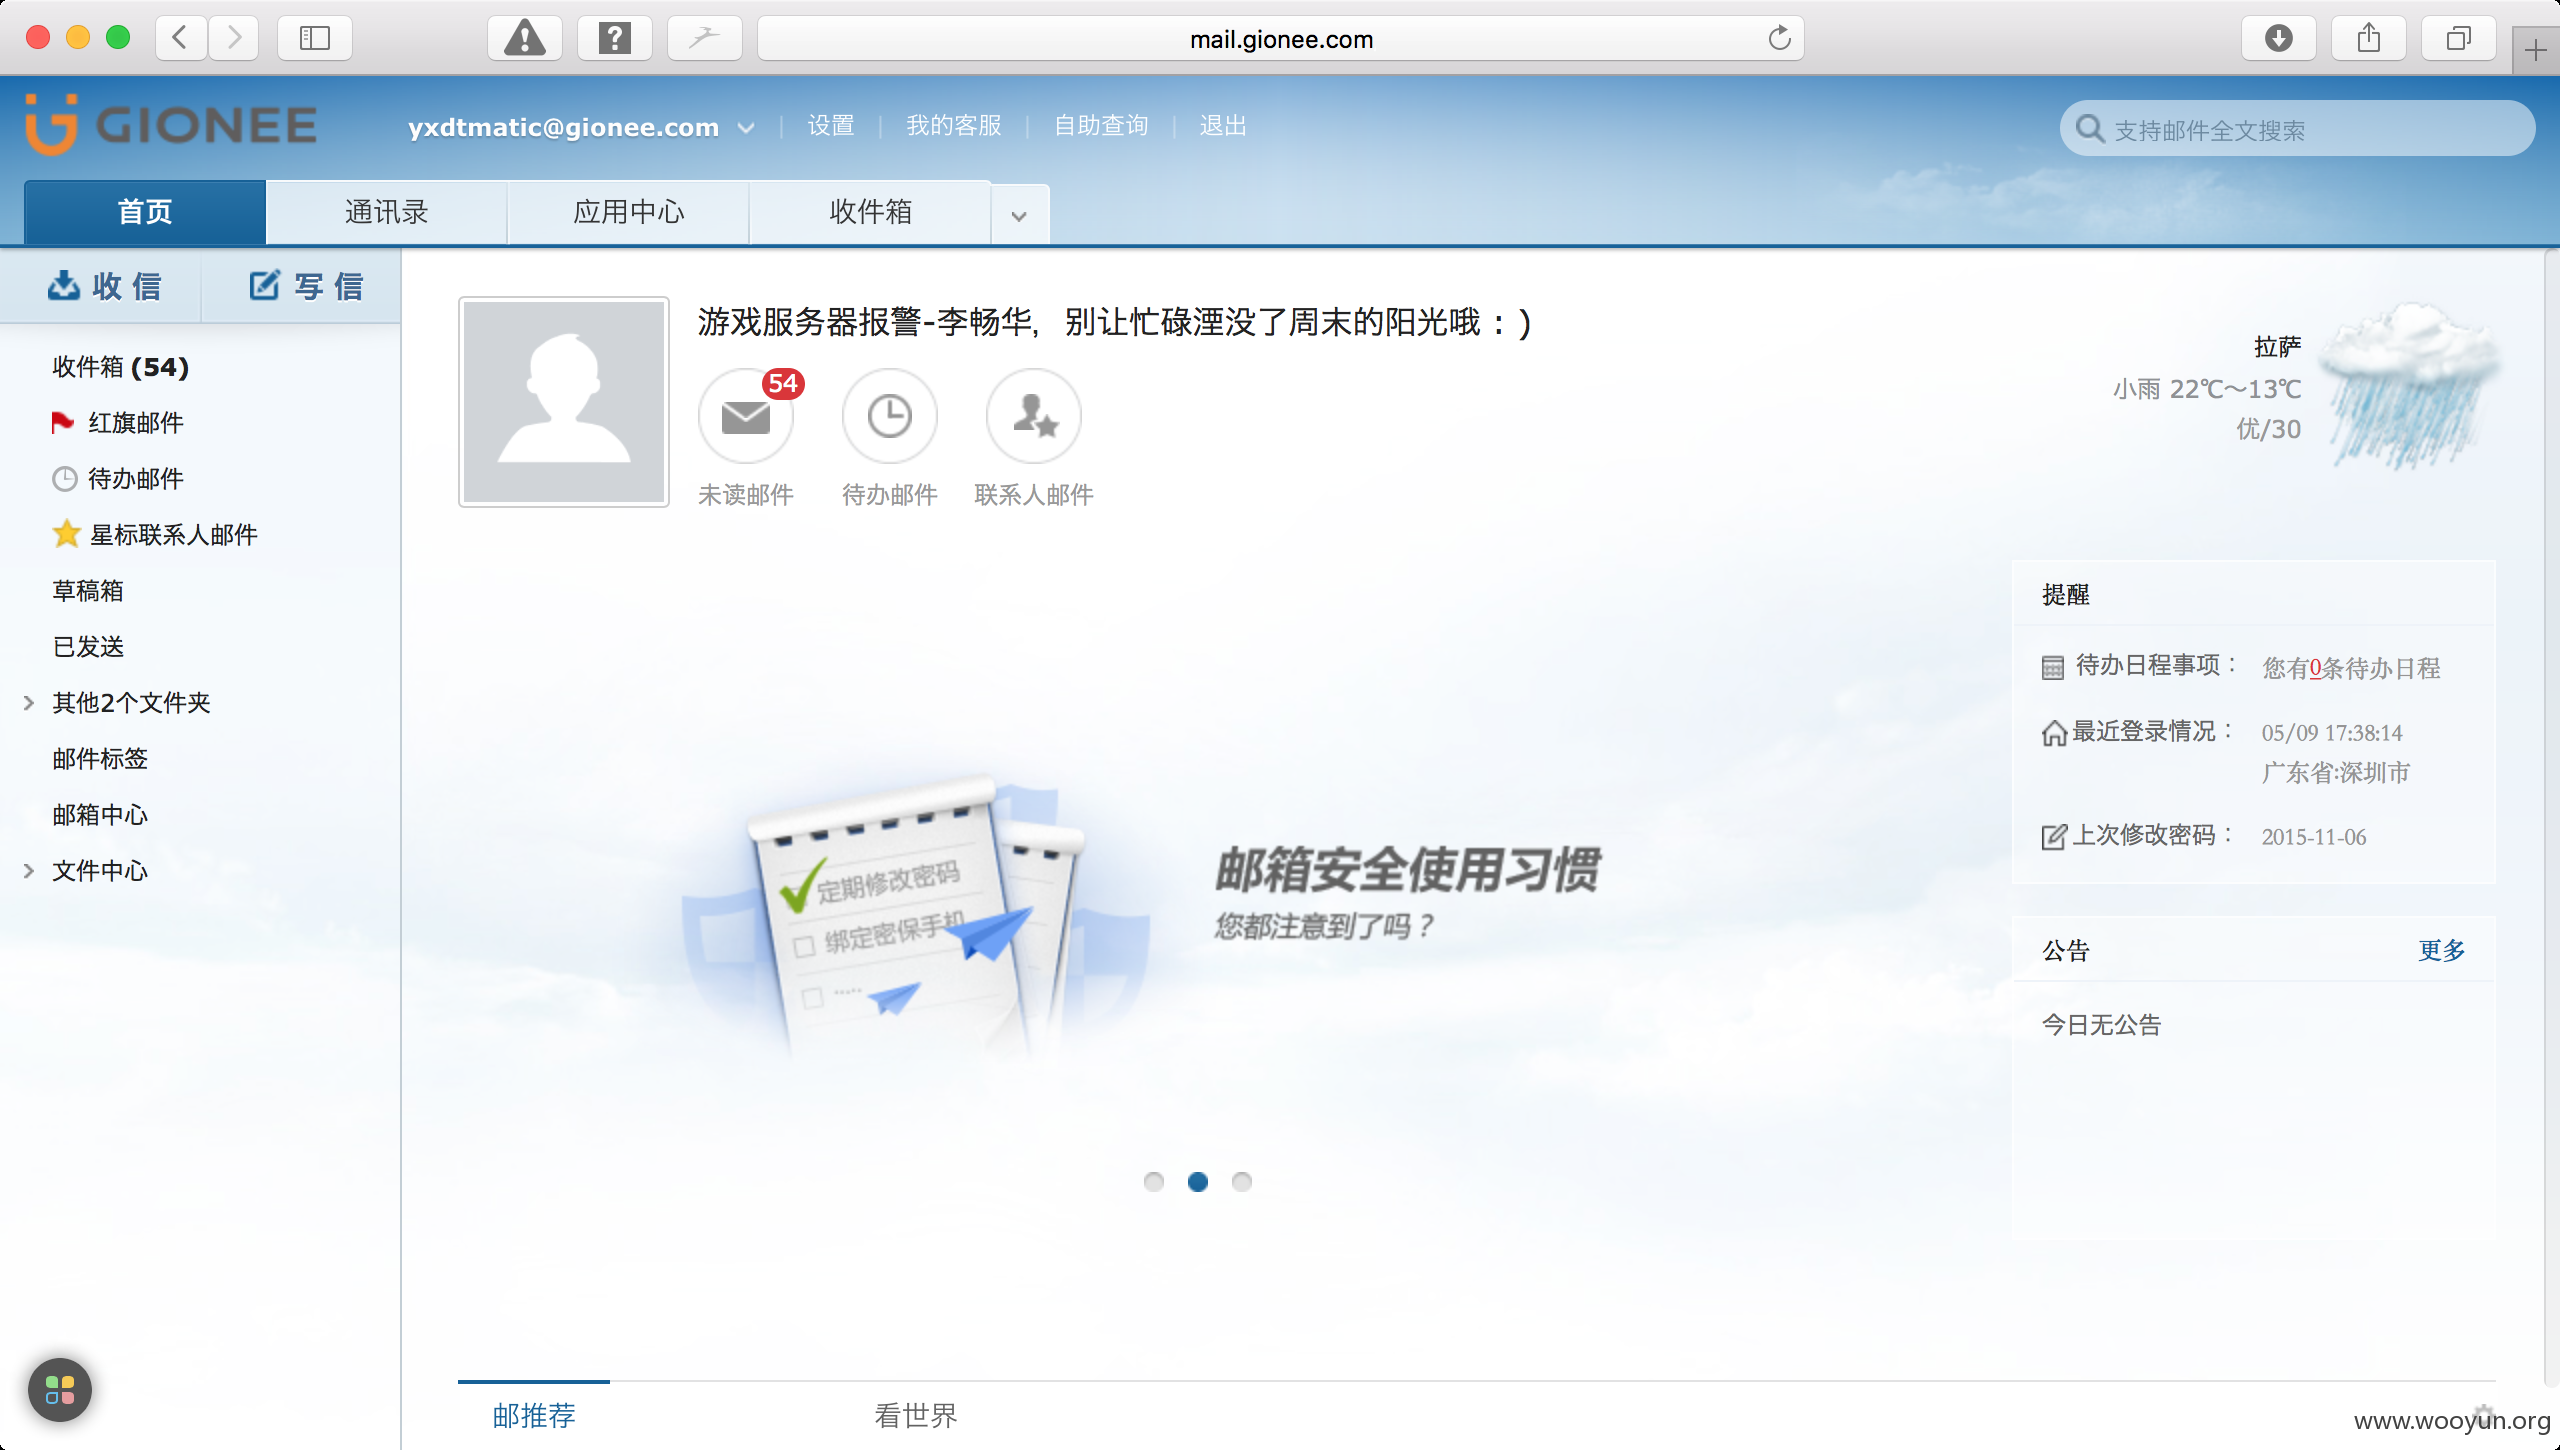 mail.gionee.com
GIONEE
yxdtmatic@gionee.com | 设置 | 我的客服 | 自助查询 | 退出
支持邮件全文搜索
首页 通讯录 应用中心 收件箱
收信 写信
收件箱 (54)
红旗邮件
待办邮件
星标联系人邮件
草稿箱
已发送
其他2个文件夹
邮件标签
邮箱中心
文件中心
游戏服务器报警-李畅华，别让忙碌湮没了周末的阳光哦：)
54
未读邮件 待办邮件 联系人邮件
拉萨
小雨 22℃～13℃
优/30
定期修改密码
绑定密保手机
······
邮箱安全使用习惯
您都注意到了吗？
提醒
待办日程事项： 您有0条待办日程
最近登录情况： 05/09 17:38:14
广东省:深圳市
上次修改密码： 2015-11-06
公告 更多
今日无公告
邮推荐 看世界
www.wooyun.org